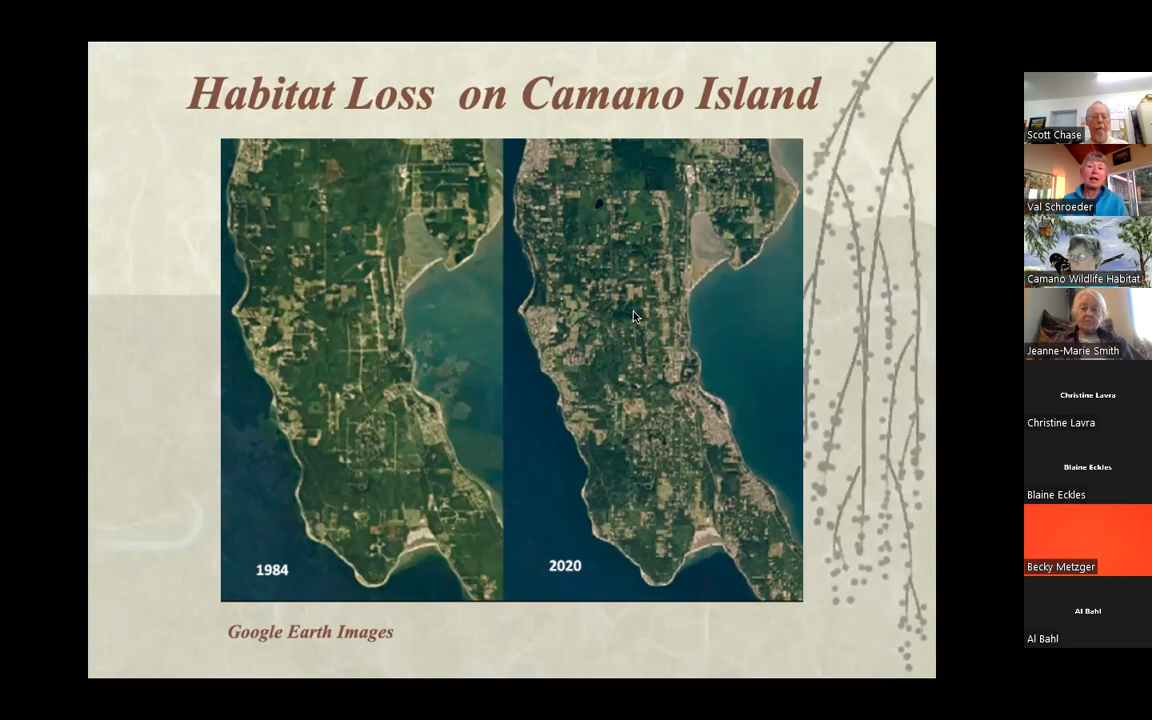 Habitat Loss on Camano Island
1984
2020
Google Earth Images
Scott Chase
Val Schroeder
Camano Wildlife Habitat
Jeanne-Marie Smith
Christine Lavra
Christine Lavra
Blaine Eckles
Blaine Eckles
Becky Metzger
Al Bahl
Al Bahl